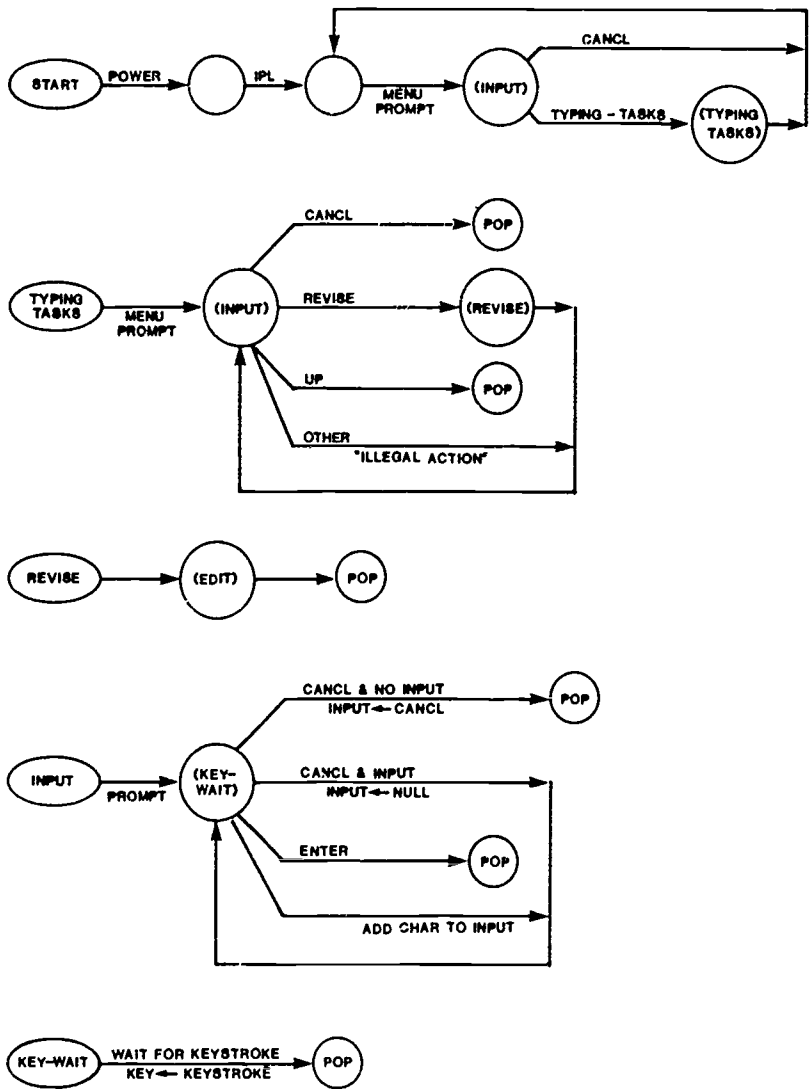 CANCL
START
POWER
IPL
MENU
PROMPT
(INPUT)
TYPING - TASKS
(TYPING
TASKS)
CANCL
POP
TYPING
TASKS
MENU
PROMPT
(INPUT)
REVISE
(REVISE)
UP
POP
OTHER
"ILLEGAL ACTION"
REVISE
(EDIT)
POP
CANCL & NO INPUT
INPUT ← CANCL
POP
INPUT
PROMPT
(KEY-
WAIT)
CANCL & INPUT
INPUT ← NULL
ENTER
POP
ADD CHAR TO INPUT
KEY-WAIT
WAIT FOR KEYSTROKE
KEY ← KEYSTROKE
POP